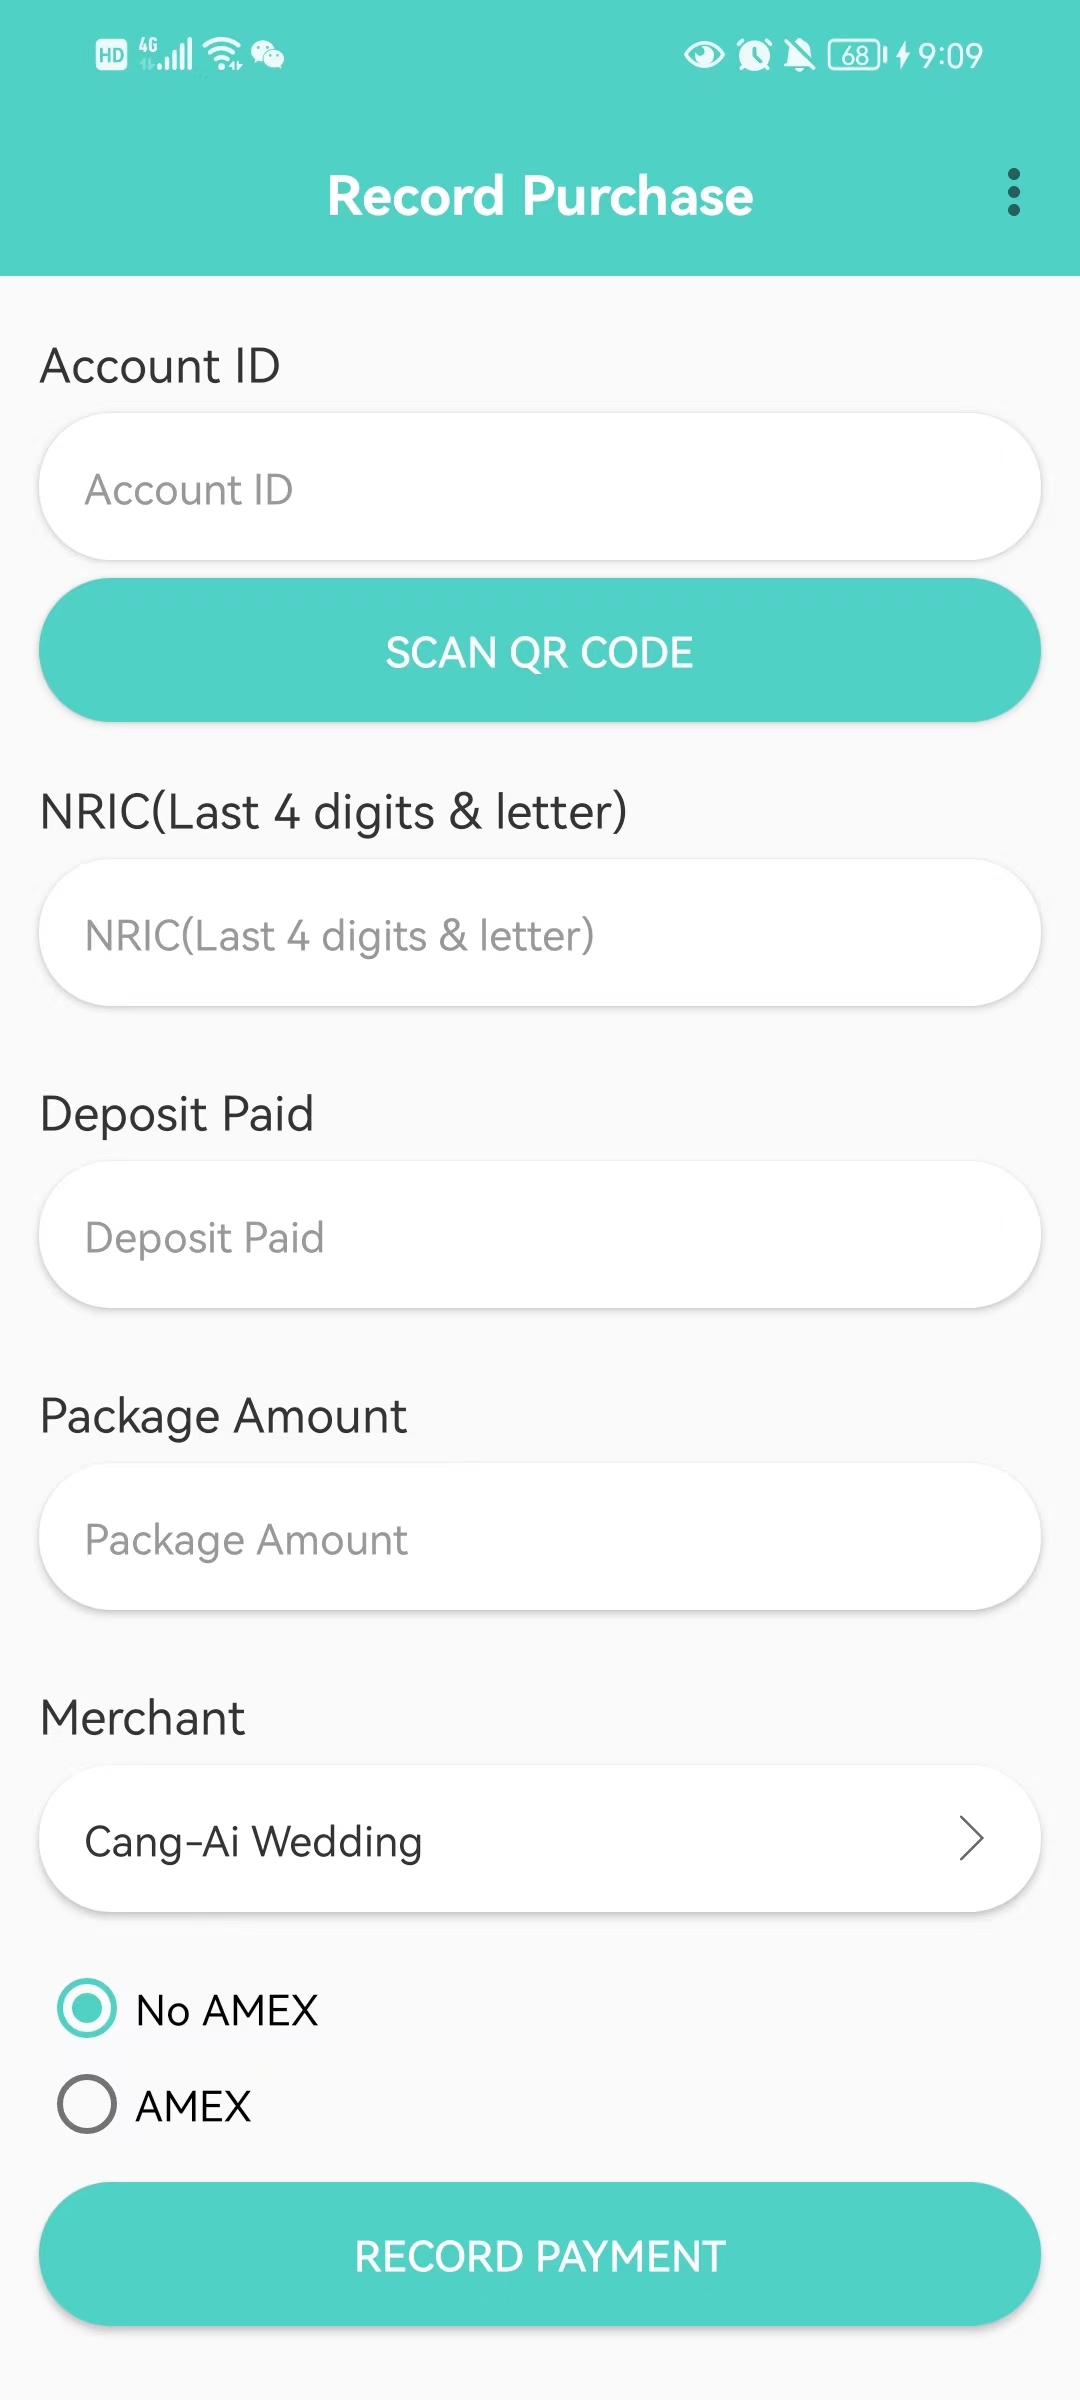 HD 4G 68 9:09
Record Purchase
Account ID
Account ID
SCAN QR CODE
NRIC(Last 4 digits & letter)
NRIC(Last 4 digits & letter)
Deposit Paid
Deposit Paid
Package Amount
Package Amount
Merchant
Cang-Ai Wedding
No AMEX
AMEX
RECORD PAYMENT